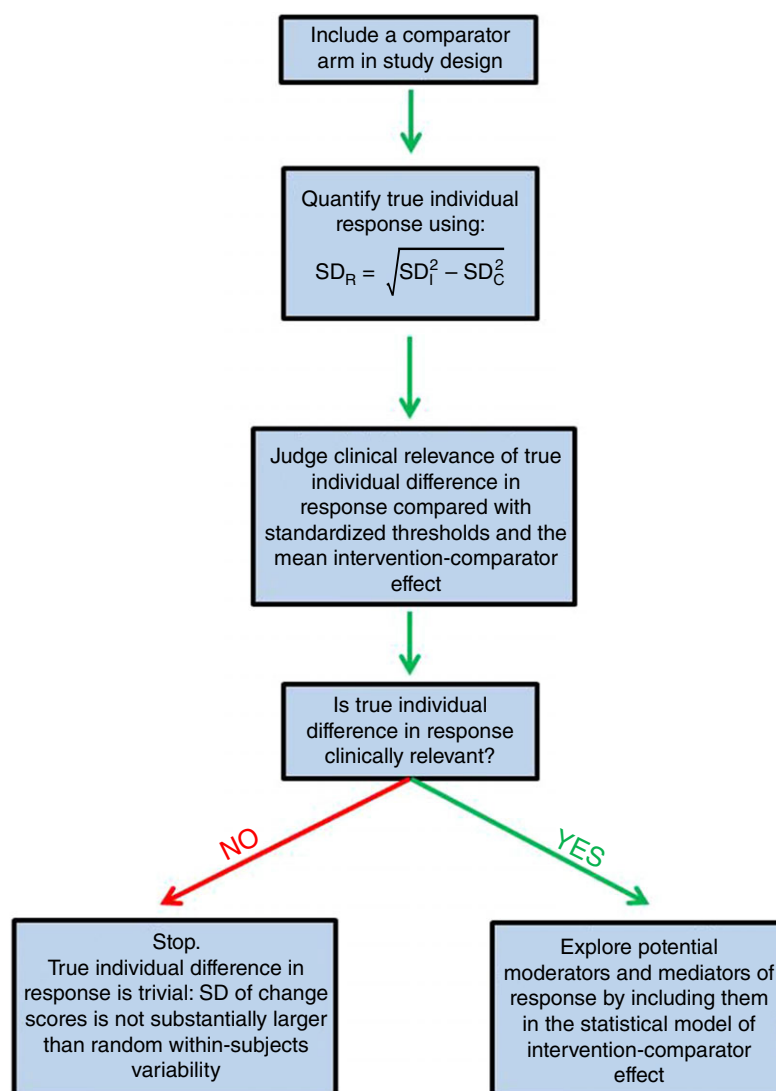 Include a comparator
arm in study design
Quantify true individual
response using:
SD_R = √(SD_I^2 − SD_C^2)
Judge clinical relevance of true
individual difference in
response compared with
standardized thresholds and the
mean intervention-comparator
effect
Is true individual
difference in response
clinically relevant?
NO
YES
Stop.
True individual difference in
response is trivial: SD of change
scores is not substantially larger
than random within-subjects
variability
Explore potential
moderators and mediators of
response by including them
in the statistical model of
intervention-comparator
effect